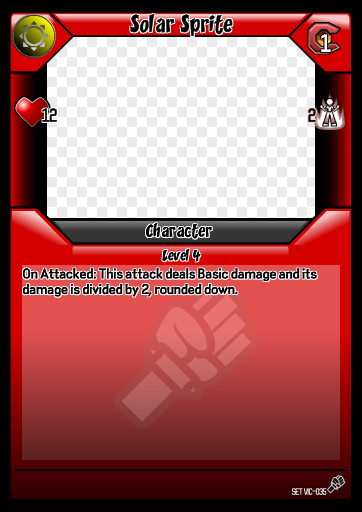 Solar Sprite
1
12
2
Character
Level 4
On Attacked: This attack deals Basic damage and its
damage is divided by 2, rounded down.
SET VIC-035